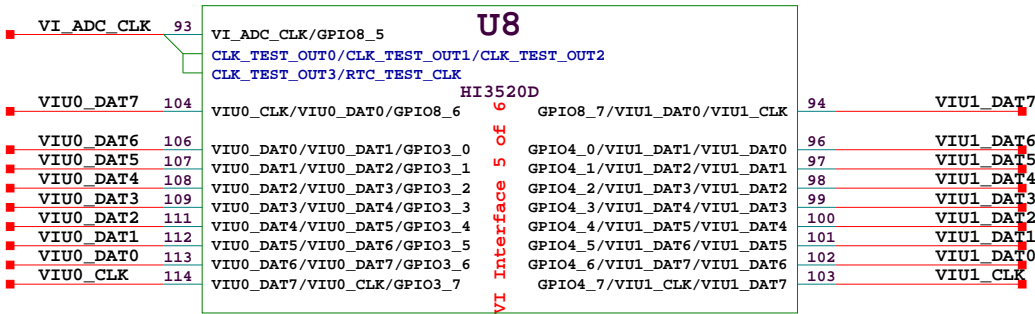 U8
VI_ADC_CLK 93 VI_ADC_CLK/GPIO8_5
CLK_TEST_OUT0/CLK_TEST_OUT1/CLK_TEST_OUT2
CLK_TEST_OUT3/RTC_TEST_CLK
HI3520D
VIU0_DAT7 104 VIU0_CLK/VIU0_DAT0/GPIO8_6 GPIO8_7/VIU1_DAT0/VIU1_CLK 94 VIU1_DAT7
VIU0_DAT6 106 VIU0_DAT0/VIU0_DAT1/GPIO3_0 GPIO4_0/VIU1_DAT1/VIU1_DAT0 96 VIU1_DAT6
VIU0_DAT5 107 VIU0_DAT1/VIU0_DAT2/GPIO3_1 GPIO4_1/VIU1_DAT2/VIU1_DAT1 97 VIU1_DAT5
VIU0_DAT4 108 VIU0_DAT2/VIU0_DAT3/GPIO3_2 GPIO4_2/VIU1_DAT3/VIU1_DAT2 98 VIU1_DAT4
VIU0_DAT3 109 VIU0_DAT3/VIU0_DAT4/GPIO3_3 GPIO4_3/VIU1_DAT4/VIU1_DAT3 99 VIU1_DAT3
VIU0_DAT2 111 VIU0_DAT4/VIU0_DAT5/GPIO3_4 GPIO4_4/VIU1_DAT5/VIU1_DAT4 100 VIU1_DAT2
VIU0_DAT1 112 VIU0_DAT5/VIU0_DAT6/GPIO3_5 GPIO4_5/VIU1_DAT6/VIU1_DAT5 101 VIU1_DAT1
VIU0_DAT0 113 VIU0_DAT6/VIU0_DAT7/GPIO3_6 GPIO4_6/VIU1_DAT7/VIU1_DAT6 102 VIU1_DAT0
VIU0_CLK 114 VIU0_DAT7/VIU0_CLK/GPIO3_7 GPIO4_7/VIU1_CLK/VIU1_DAT7 103 VIU1_CLK
VI Interface 5 of 6